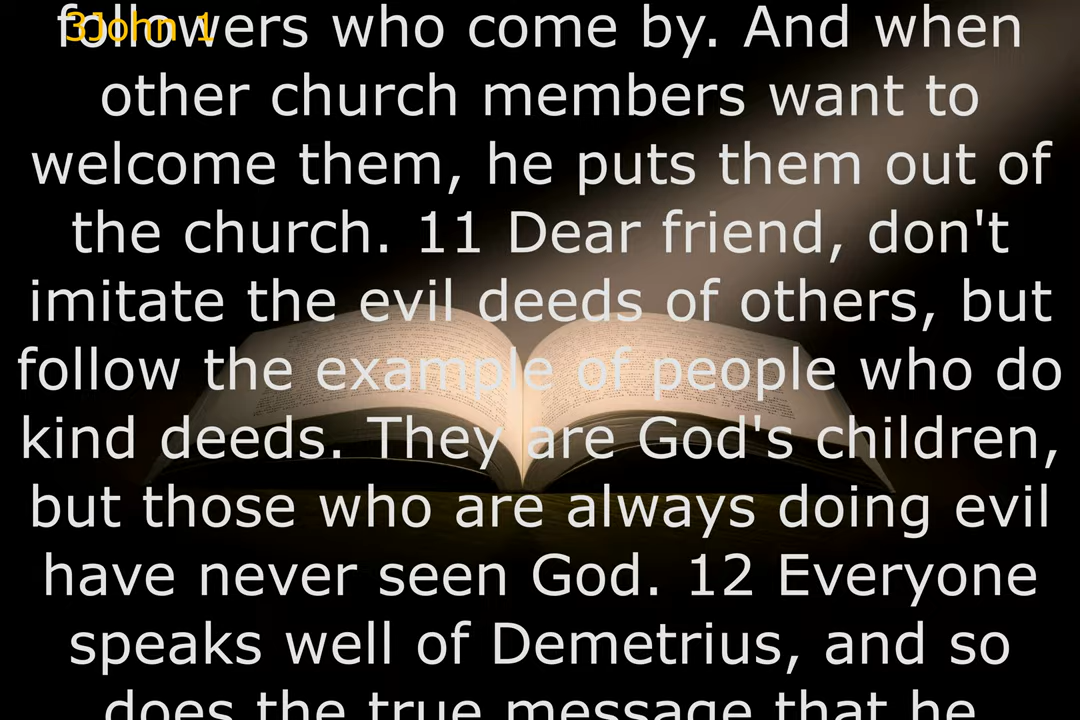 3John 1
followers who come by. And when
other church members want to
welcome them, he puts them out of
the church. 11 Dear friend, don't
imitate the evil deeds of others, but
follow the example of people who do
kind deeds. They are God's children,
but those who are always doing evil
have never seen God. 12 Everyone
speaks well of Demetrius, and so
does the true message that he